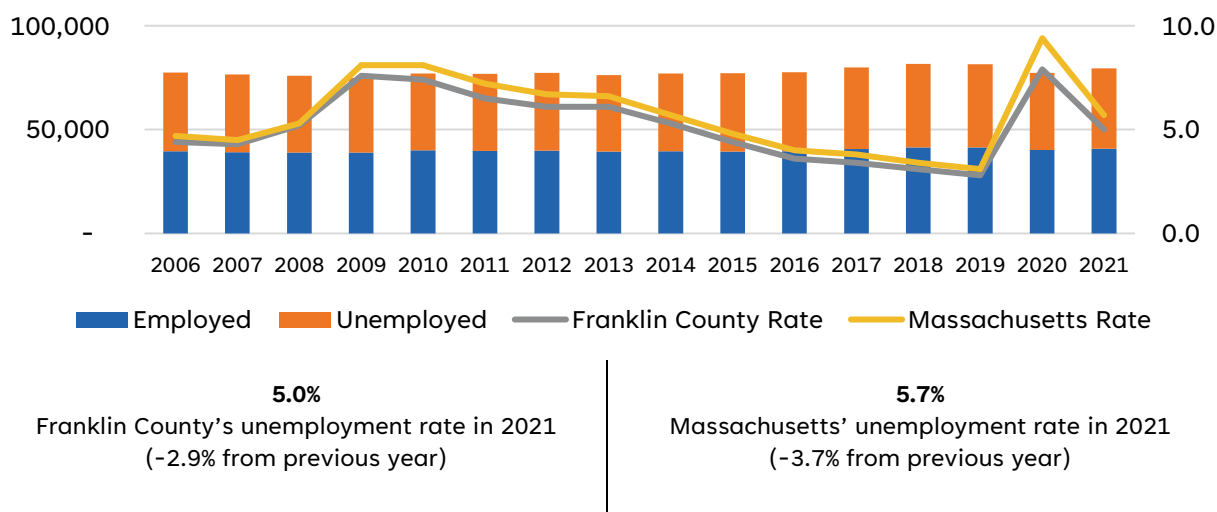 100,000 10.0
50,000 5.0
- 0.0
2006 2007 2008 2009 2010 2011 2012 2013 2014 2015 2016 2017 2018 2019 2020 2021
Employed Unemployed Franklin County Rate Massachusetts Rate
5.0%
Franklin County's unemployment rate in 2021
(-2.9% from previous year)
5.7%
Massachusetts' unemployment rate in 2021
(-3.7% from previous year)